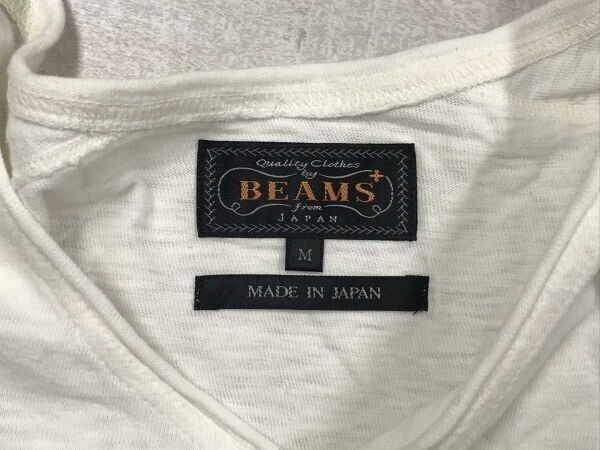 Quality Clothes
by
BEAMS+
from
JAPAN
M
MADE IN JAPAN